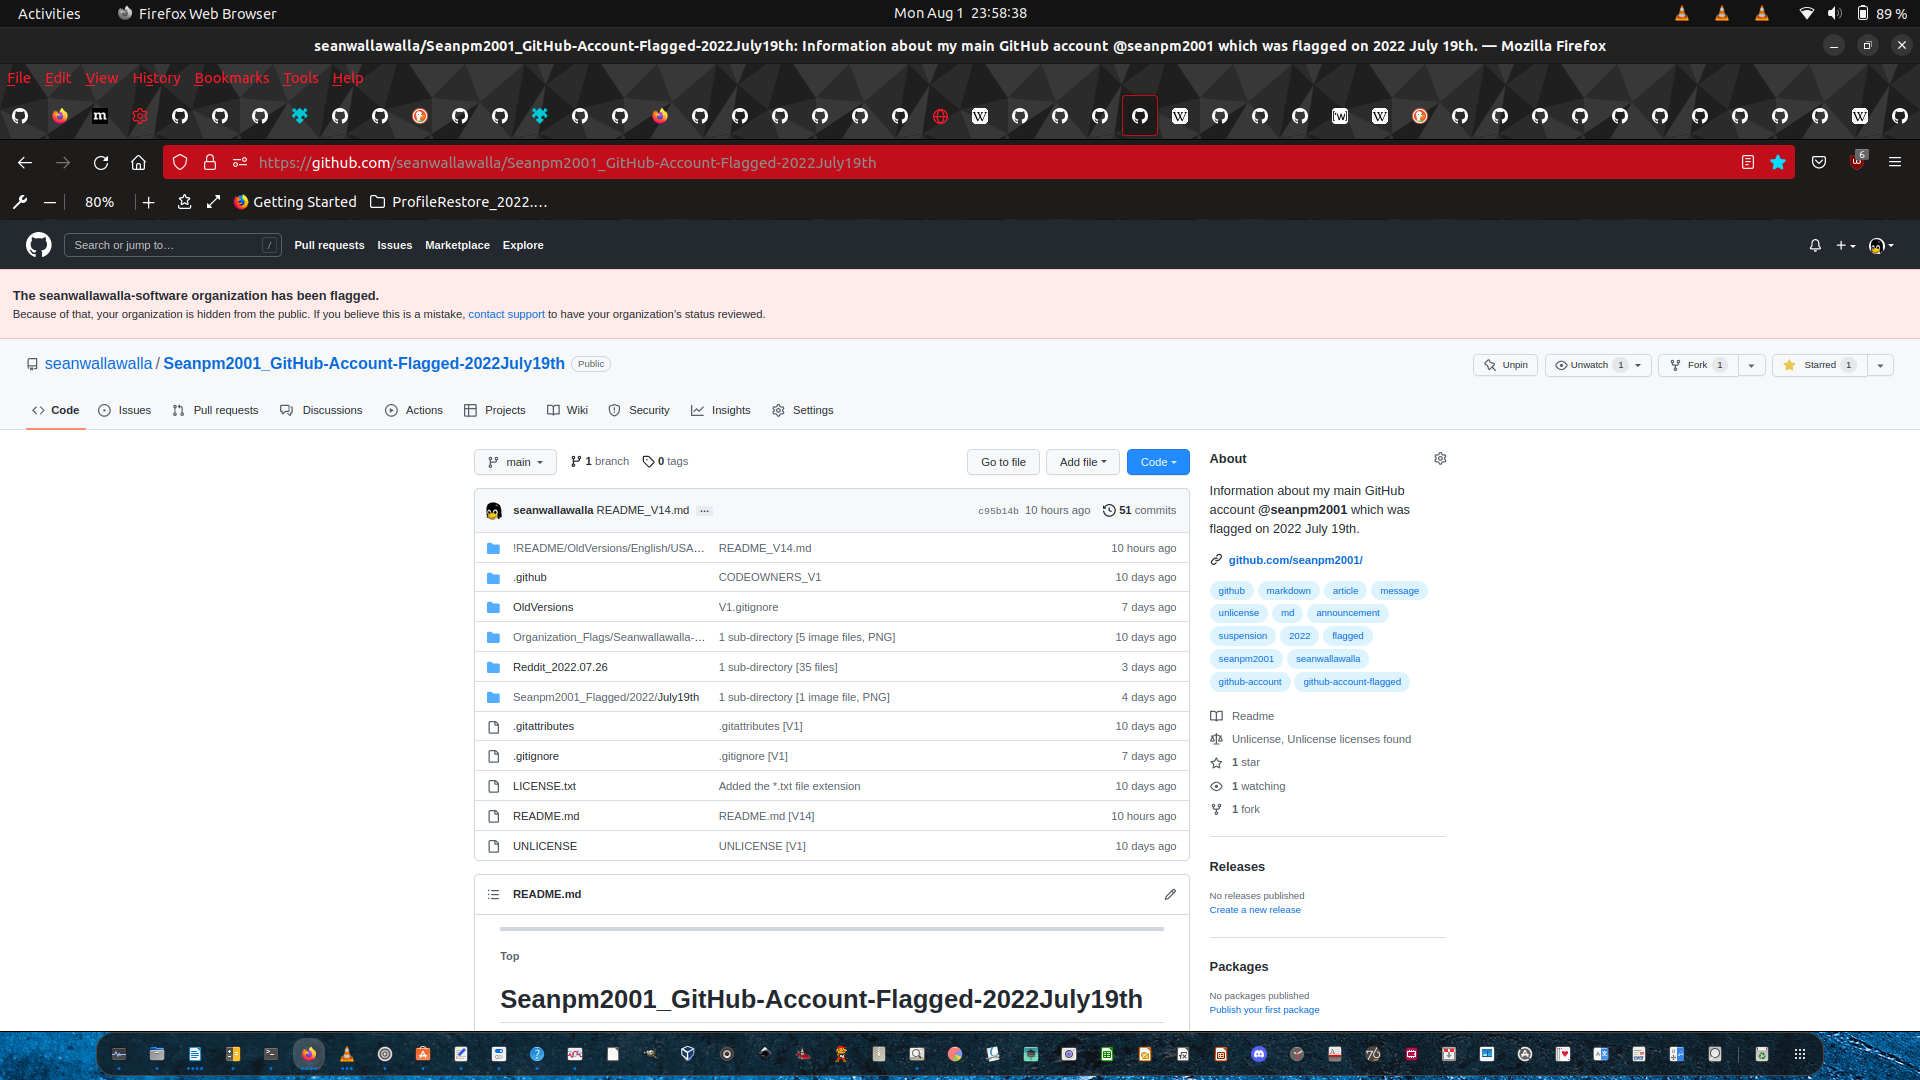 Activities Firefox Web Browser Mon Aug 1 23:58:38 89 %
seanwallawalla/Seanpm2001_GitHub-Account-Flagged-2022July19th: Information about my main GitHub account @seanpm2001 which was flagged on 2022 July 19th. — Mozilla Firefox
File Edit View History Bookmarks Tools Help
https://github.com/seanwallawalla/Seanpm2001_GitHub-Account-Flagged-2022July19th 6
80% Getting Started ProfileRestore_2022.…
Search or jump to… / Pull requests Issues Marketplace Explore
The seanwallawalla-software organization has been flagged.
Because of that, your organization is hidden from the public. If you believe this is a mistake, contact support to have your organization's status reviewed.
seanwallawalla / Seanpm2001_GitHub-Account-Flagged-2022July19th Public Unpin Unwatch 1 Fork 1 Starred 1
Code Issues Pull requests Discussions Actions Projects Wiki Security Insights Settings
main 1 branch 0 tags Go to file Add file Code
seanwallawalla README_V14.md … c95b14b 10 hours ago 51 commits
!README/OldVersions/English/USA… README_V14.md 10 hours ago
.github CODEOWNERS_V1 10 days ago
OldVersions V1.gitignore 7 days ago
Organization_Flags/Seanwallawalla-… 1 sub-directory [5 image files, PNG] 10 days ago
Reddit_2022.07.26 1 sub-directory [35 files] 3 days ago
Seanpm2001_Flagged/2022/July19th 1 sub-directory [1 image file, PNG] 4 days ago
.gitattributes .gitattributes [V1] 10 days ago
.gitignore .gitignore [V1] 7 days ago
LICENSE.txt Added the *.txt file extension 10 days ago
README.md README.md [V14] 10 hours ago
UNLICENSE UNLICENSE [V1] 10 days ago
README.md
Top
Seanpm2001_GitHub-Account-Flagged-2022July19th
About
Information about my main GitHub
account @seanpm2001 which was
flagged on 2022 July 19th.
github.com/seanpm2001/
github markdown article message
unlicense md announcement
suspension 2022 flagged
seanpm2001 seanwallawalla
github-account github-account-flagged
Readme
Unlicense, Unlicense licenses found
1 star
1 watching
1 fork
Releases
No releases published
Create a new release
Packages
No packages published
Publish your first package